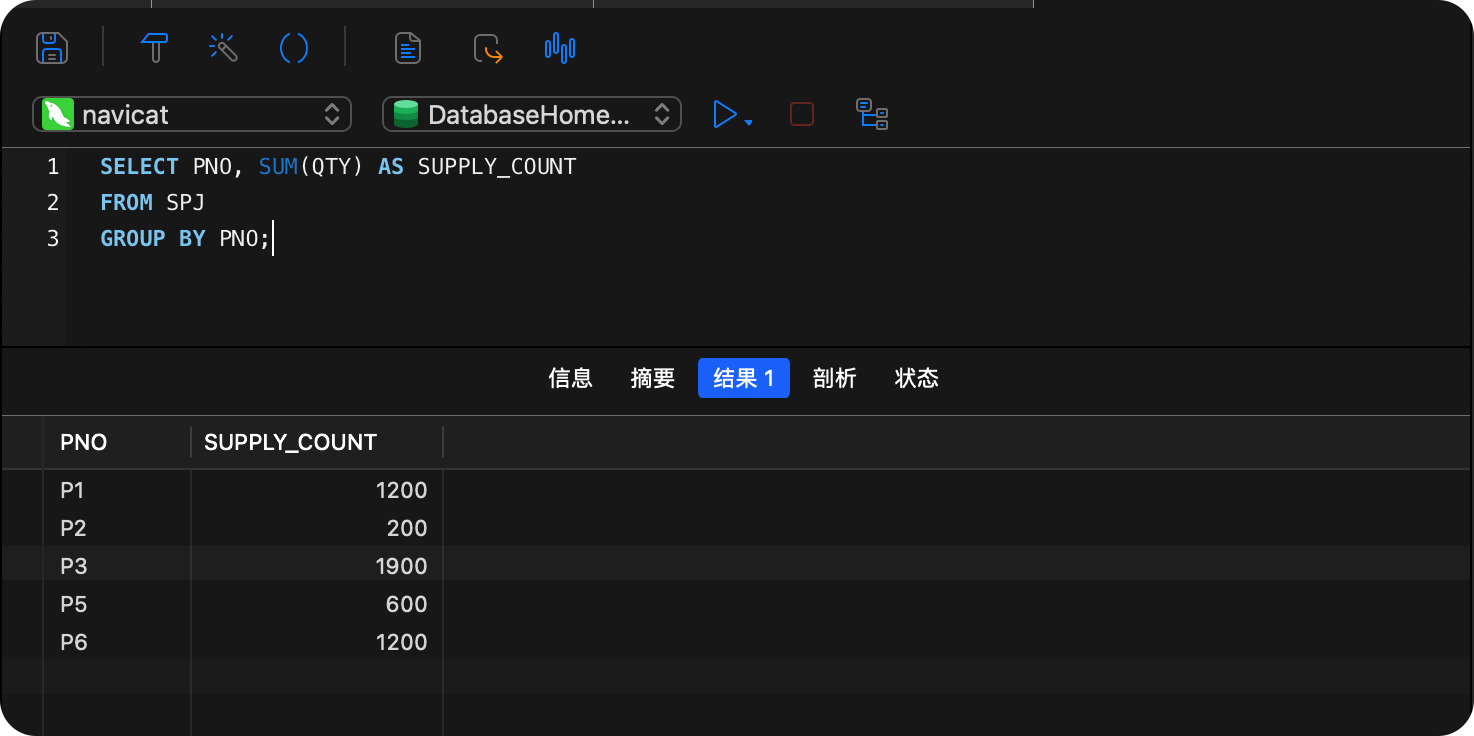 navicat DatabaseHome...
1 SELECT PNO, SUM(QTY) AS SUPPLY_COUNT
2 FROM SPJ
3 GROUP BY PNO;
信息 摘要 结果 1 剖析 状态
PNO SUPPLY_COUNT
P1 1200
P2 200
P3 1900
P5 600
P6 1200